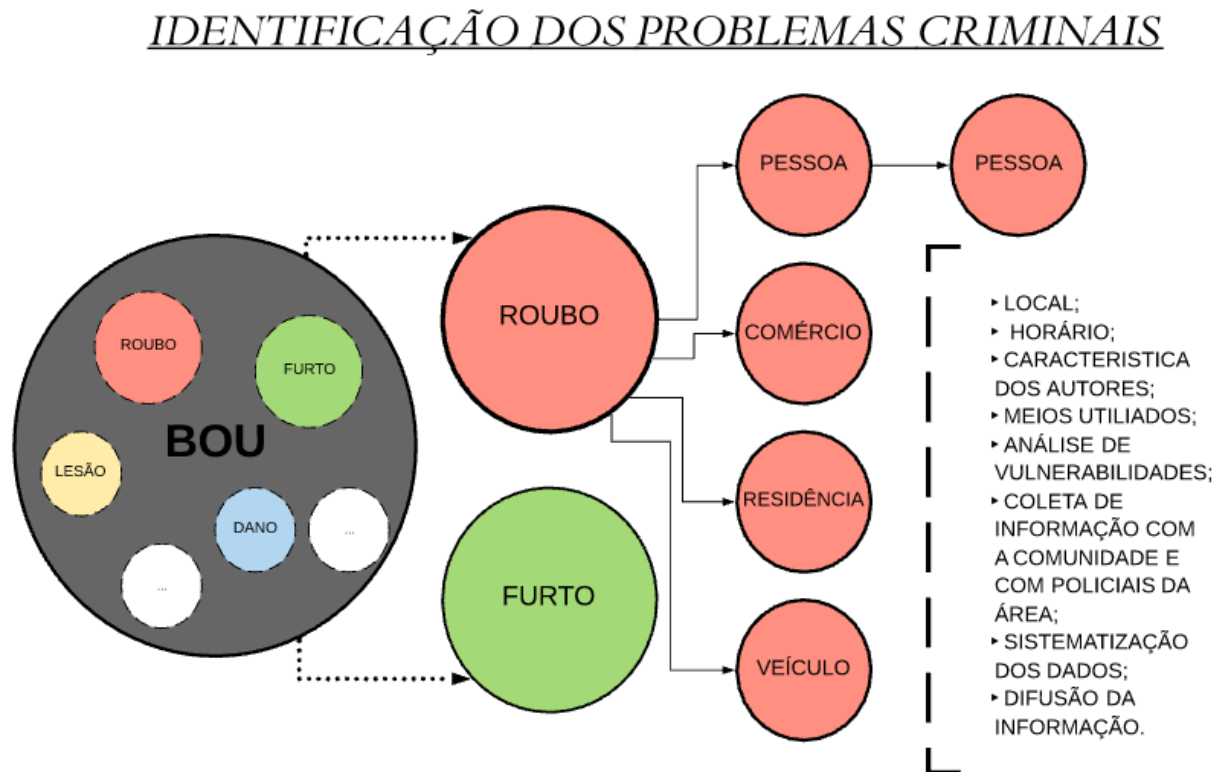 IDENTIFICAÇÃO DOS PROBLEMAS CRIMINAIS
BOU
ROUBO
FURTO
LESÃO
DANO
...
...
ROUBO
FURTO
PESSOA
COMÉRCIO
RESIDÊNCIA
VEÍCULO
PESSOA
‣ LOCAL;
‣ HORÁRIO;
‣ CARACTERISTICA
DOS AUTORES;
‣ MEIOS UTILIADOS;
‣ ANÁLISE DE
VULNERABILIDADES;
‣ COLETA DE
INFORMAÇÃO COM
A COMUNIDADE E
COM POLICIAIS DA
ÁREA;
‣ SISTEMATIZAÇÃO
DOS DADOS;
‣ DIFUSÃO DA
INFORMAÇÃO.